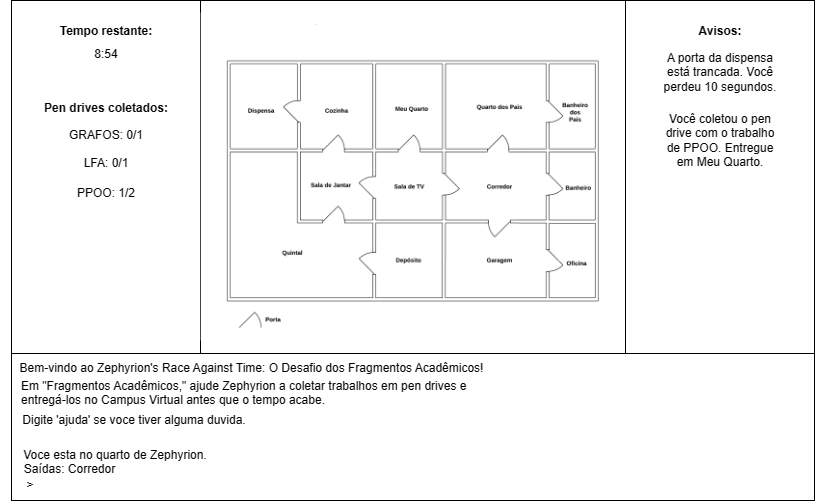 Tempo restante:
8:54
Pen drives coletados:
GRAFOS: 0/1
LFA: 0/1
PPOO: 1/2
Dispensa
Cozinha
Meu Quarto
Quarto dos Pais
Banheiro
dos
Pais
Sala de Jantar
Sala de TV
Corredor
Banheiro
Quintal
Depósito
Garagem
Oficina
Porta
Avisos:
A porta da dispensa
está trancada. Você
perdeu 10 segundos.
Você coletou o pen
drive com o trabalho
de PPOO. Entregue
em Meu Quarto.
Bem-vindo ao Zephyrion's Race Against Time: O Desafio dos Fragmentos Acadêmicos!
Em "Fragmentos Acadêmicos," ajude Zephyrion a coletar trabalhos em pen drives e
entregá-los no Campus Virtual antes que o tempo acabe.
Digite 'ajuda' se voce tiver alguma duvida.
Voce esta no quarto de Zephyrion.
Saídas: Corredor
>